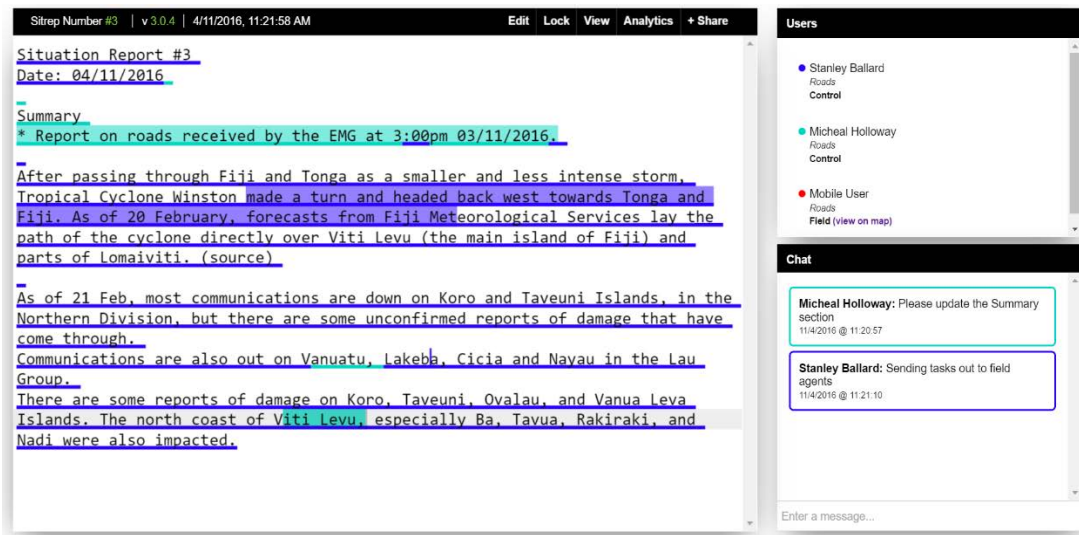 Sitrep Number #3 | v 3.0.4 | 4/11/2016, 11:21:58 AM Edit Lock View Analytics + Share
Situation Report #3
Date: 04/11/2016
Summary
* Report on roads received by the EMG at 3:00pm 03/11/2016.
After passing through Fiji and Tonga as a smaller and less intense storm,
Tropical Cyclone Winston made a turn and headed back west towards Tonga and
Fiji. As of 20 February, forecasts from Fiji Meteorological Services lay the
path of the cyclone directly over Viti Levu (the main island of Fiji) and
parts of Lomaiviti. (source)
As of 21 Feb, most communications are down on Koro and Taveuni Islands, in the
Northern Division, but there are some unconfirmed reports of damage that have
come through.
Communications are also out on Vanuatu, Lakeba, Cicia and Nayau in the Lau
Group.
There are some reports of damage on Koro, Taveuni, Ovalau, and Vanua Leva
Islands. The north coast of Viti Levu, especially Ba, Tavua, Rakiraki, and
Nadi were also impacted.
Users
Stanley Ballard
Roads
Control
Micheal Holloway
Roads
Control
Mobile User
Roads
Field (view on map)
Chat
Micheal Holloway: Please update the Summary
section
11/4/2016 @ 11:20:57
Stanley Ballard: Sending tasks out to field
agents
11/4/2016 @ 11:21:10
Enter a message...